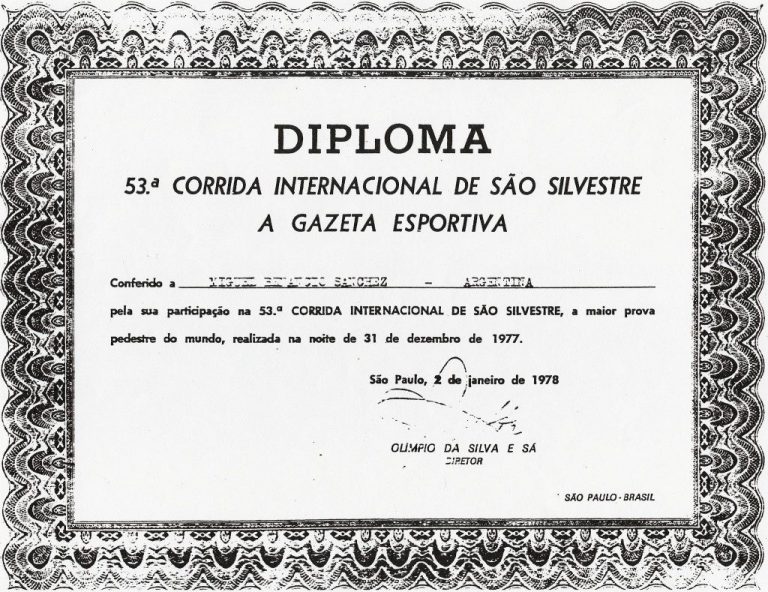 DIPLOMA
53.ª CORRIDA INTERNACIONAL DE SÃO SILVESTRE
A GAZETA ESPORTIVA
Conferido a MIGUEL SANCHEZ - ARGENTINA
pela sua participação na 53.ª CORRIDA INTERNACIONAL DE SÃO SILVESTRE, a maior prova
pedestre do mundo, realizada na noite de 31 de dezembro de 1977.
São Paulo, 2 de janeiro de 1978
OLIMPIO DA SILVA E SÁ
DIRETOR
SÃO PAULO - BRASIL